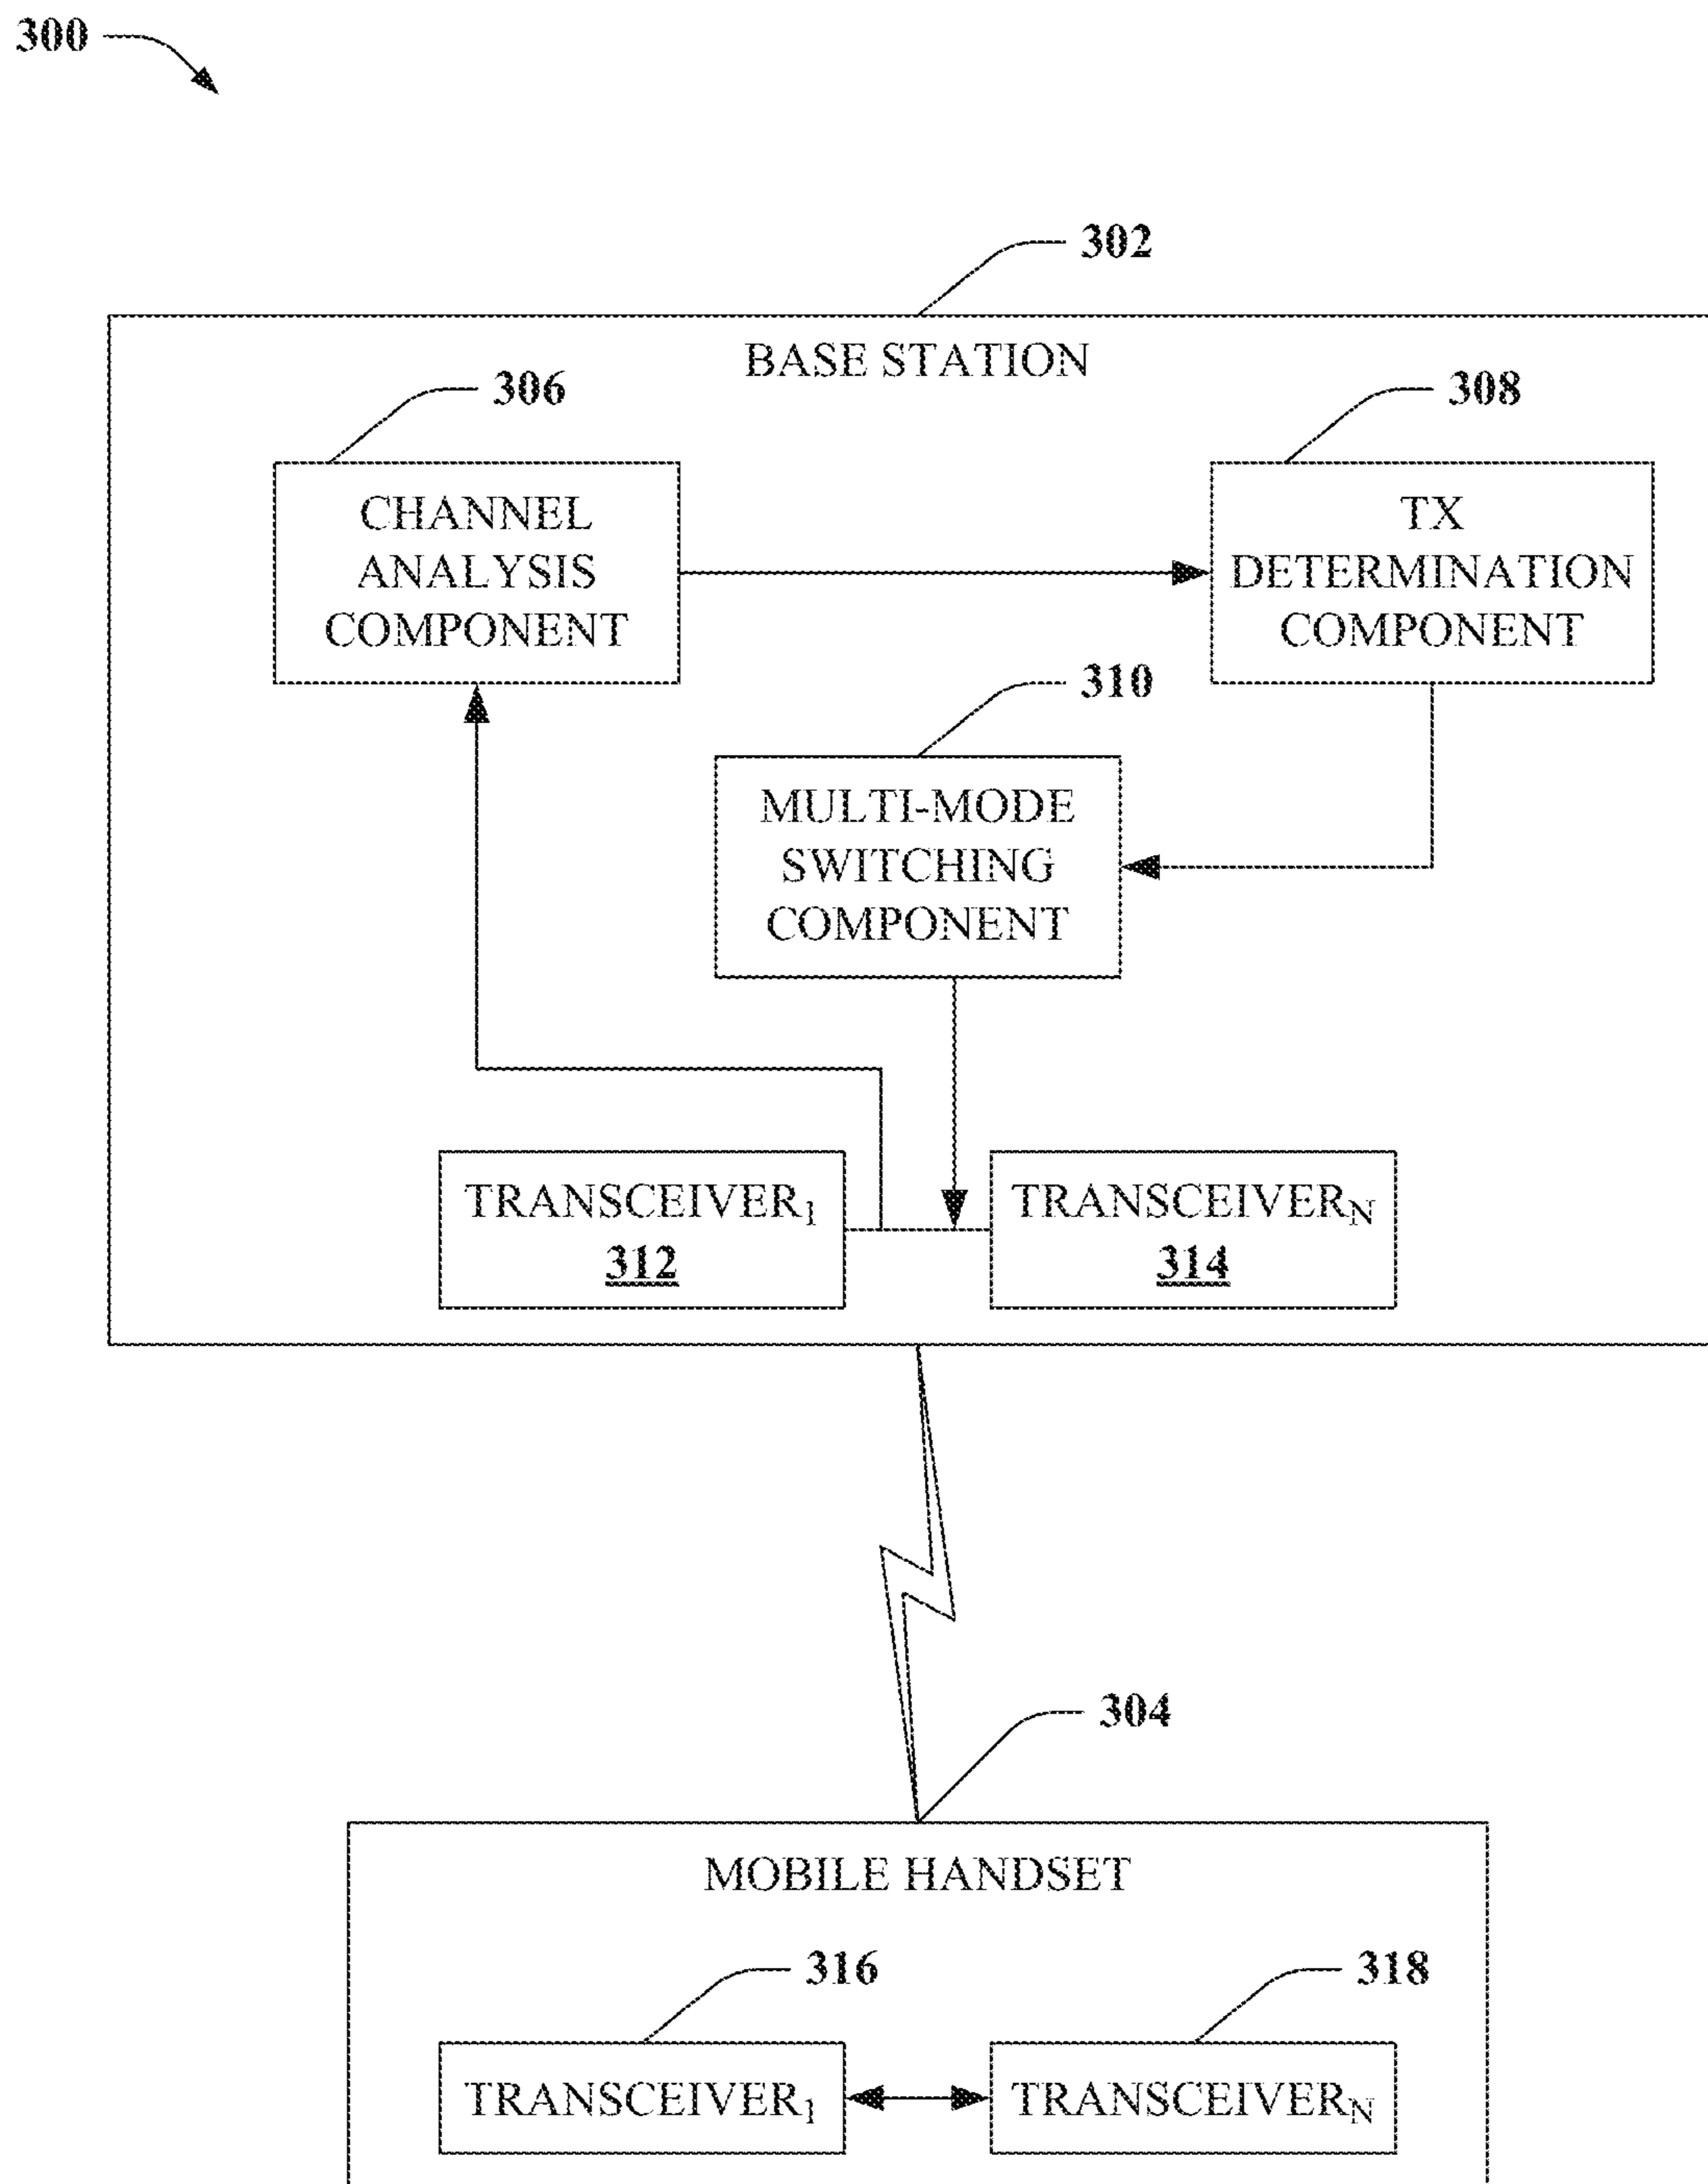 300
302
BASE STATION
306
308
CHANNEL
ANALYSIS
COMPONENT
TX
DETERMINATION
COMPONENT
310
MULTI-MODE
SWITCHING
COMPONENT
TRANSCEIVER1
312
TRANSCEIVERN
314
304
MOBILE HANDSET
316
318
TRANSCEIVER1
TRANSCEIVERN